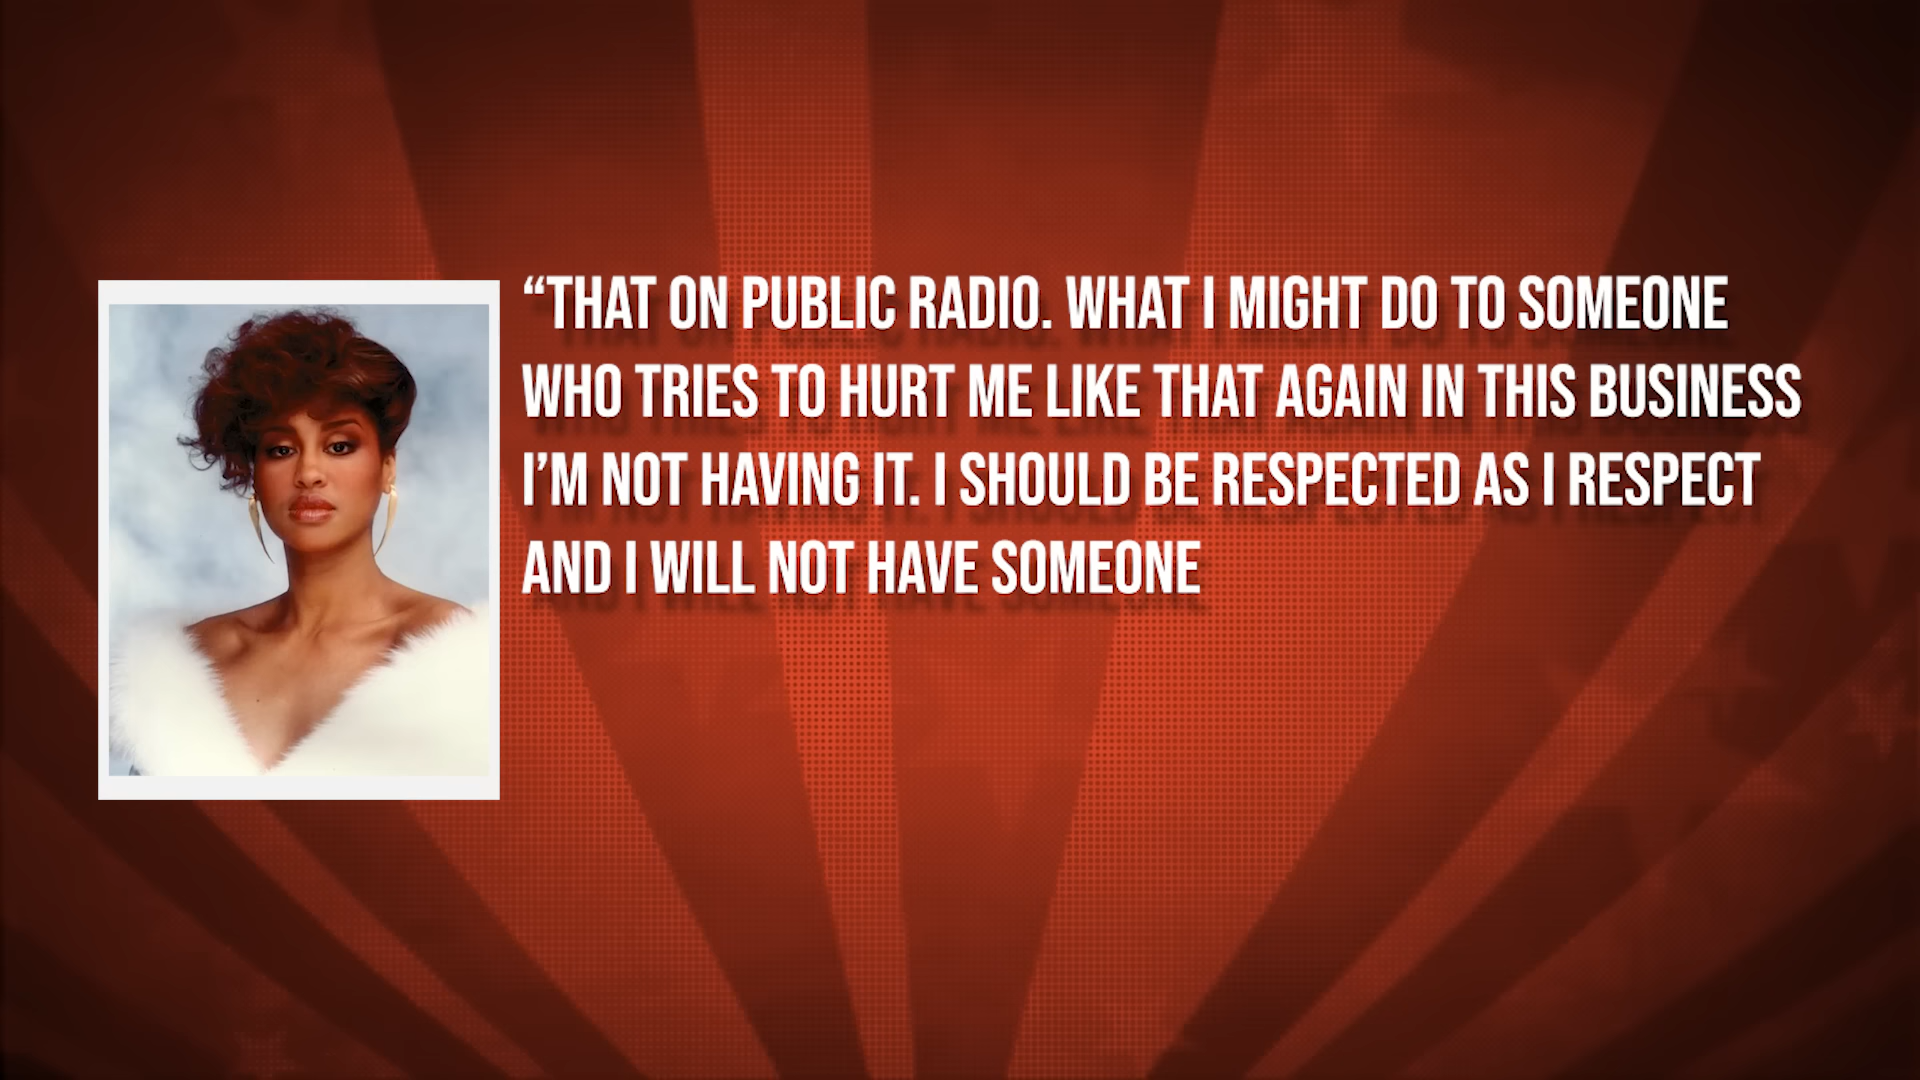 “THAT ON PUBLIC RADIO. WHAT I MIGHT DO TO SOMEONE
WHO TRIES TO HURT ME LIKE THAT AGAIN IN THIS BUSINESS
I’M NOT HAVING IT. I SHOULD BE RESPECTED AS I RESPECT
AND I WILL NOT HAVE SOMEONE